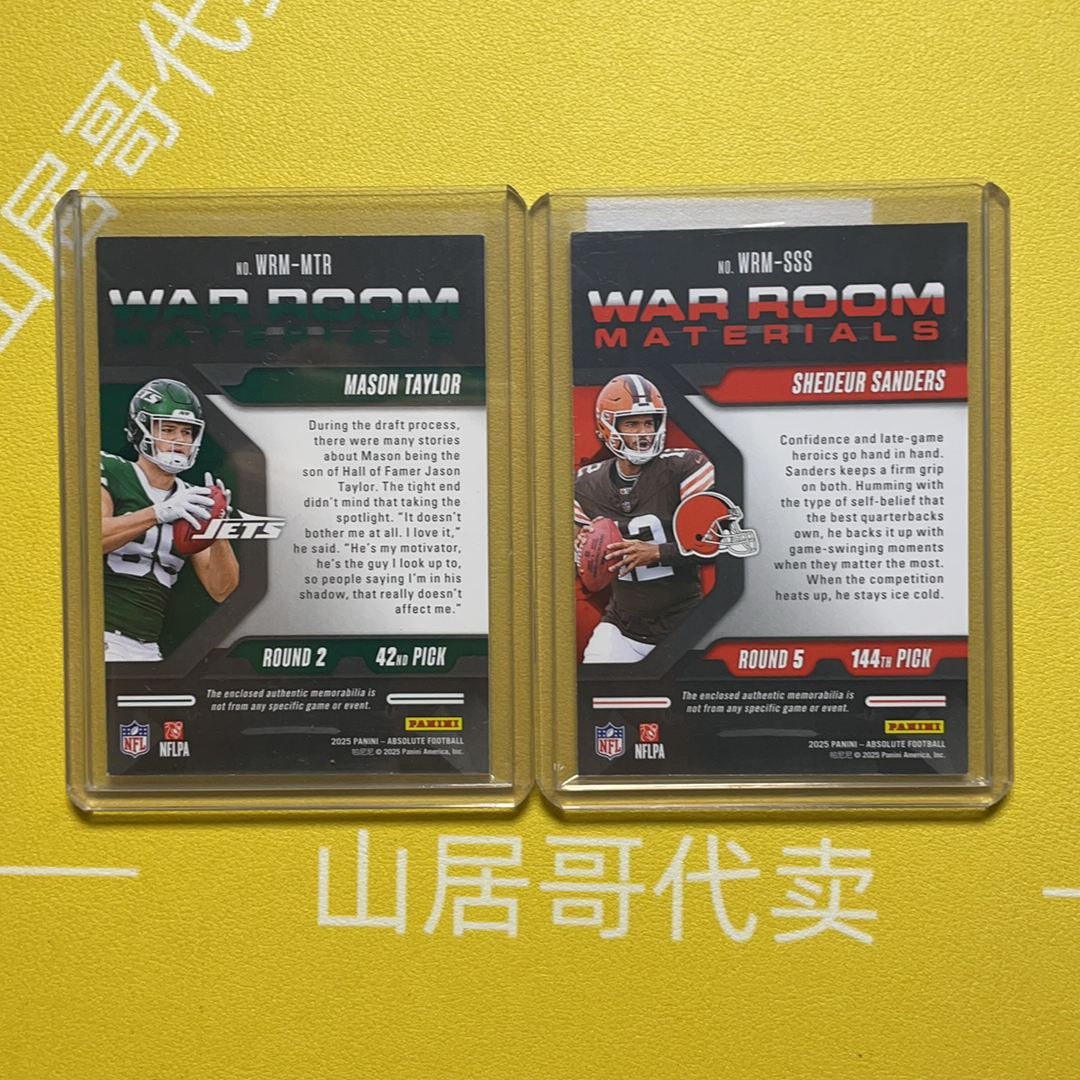 山居哥代
NO. WRM-MTR
WAR ROOM
MATERIALS
MASON TAYLOR
During the draft process,
there were many stories
about Mason being the
son of Hall of Famer Jason
Taylor. The tight end
didn't mind that taking the
spotlight. "It doesn't
bother me at all. I love it,"
he said. "He's my motivator,
he's the guy I look up to,
so people saying I'm in his
shadow, that really doesn't
affect me."
JETS
ROUND 2 42ND PICK
The enclosed authentic memorabilia is
not from any specific game or event.
NFL
NFLPA
PANINI
2025 PANINI – ABSOLUTE FOOTBALL
帕尼尼 © 2025 Panini America, Inc.
NO. WRM-SSS
WAR ROOM
MATERIALS
SHEDEUR SANDERS
Confidence and late-game
heroics go hand in hand.
Sanders keeps a firm grip
on both. Humming with
the type of self-belief that
the best quarterbacks
own, he backs it up with
game-swinging moments
when they matter the most.
When the competition
heats up, he stays ice cold.
12
ROUND 5 144TH PICK
The enclosed authentic memorabilia is
not from any specific game or event.
NFL
NFLPA
PANINI
2025 PANINI – ABSOLUTE FOOTBALL
帕尼尼 © 2025 Panini America, Inc.
山居哥代卖